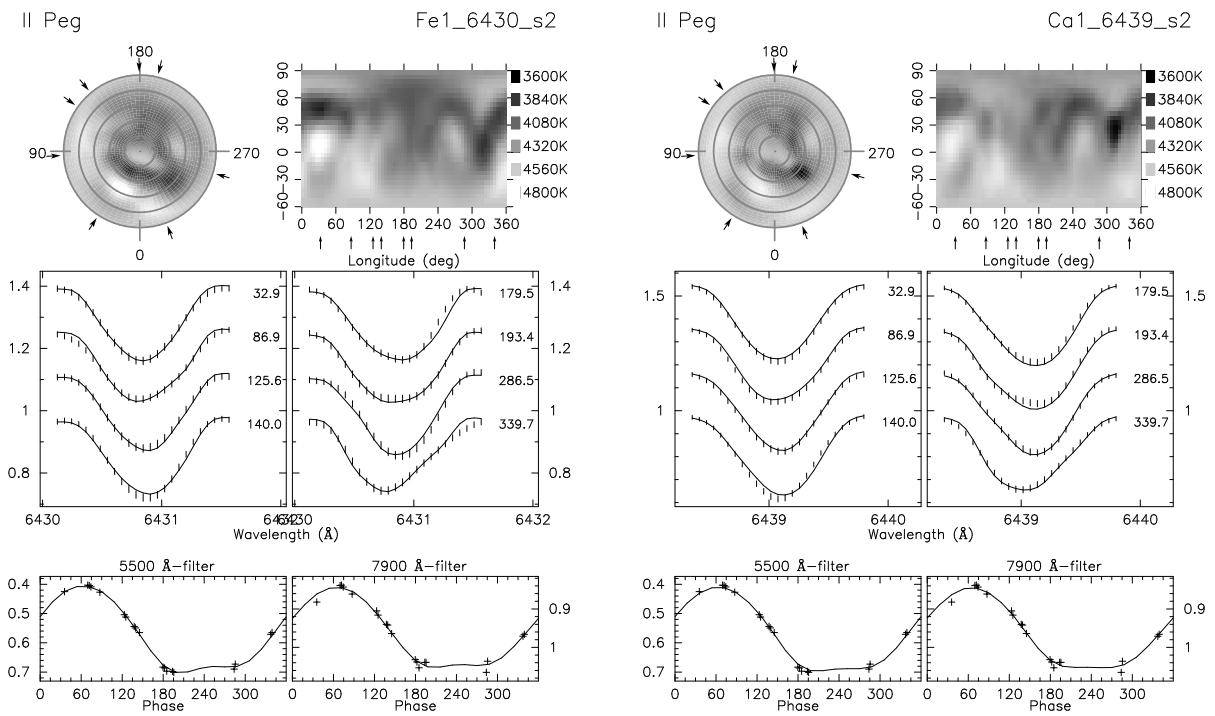 II Peg
Fe1_6430_s2
180
90
270
0
90
60
30
0
−30
−60
3600K
3840K
4080K
4320K
4560K
4800K
0 60 120 180 240 300 360
Longitude (deg)
1.4
1.2
1
0.8
32.9
86.9
125.6
140.0
179.5
193.4
286.5
339.7
1.4
1.2
1
0.8
6430 6431 6432
6430 6431 6432
Wavelength (Å)
5500 Å−filter
7900 Å−filter
0.4
0.5
0.6
0.7
0.9
1
0 60 120 180 240 300
0 60 120 180 240 300
Phase
Phase
II Peg
Ca1_6439_s2
180
90
270
0
90
60
30
0
−30
−60
3600K
3840K
4080K
4320K
4560K
4800K
0 60 120 180 240 300 360
Longitude (deg)
1.5
1
32.9
86.9
125.6
140.0
179.5
193.4
286.5
339.7
1.5
1
6439 6440
6439 6440
Wavelength (Å)
5500 Å−filter
7900 Å−filter
0.4
0.5
0.6
0.7
0.9
1
0 60 120 180 240 300
0 60 120 180 240 300
Phase
Phase